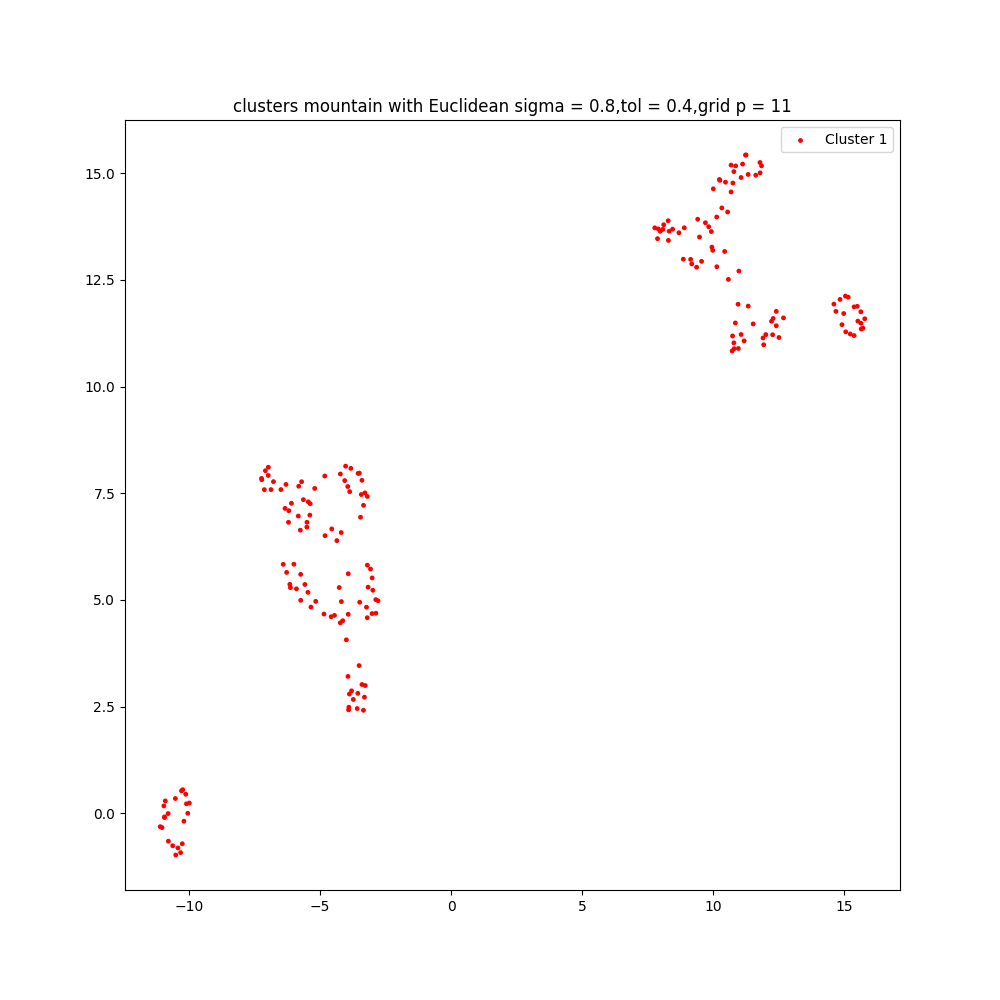 clusters mountain with Euclidean sigma = 0.8,tol = 0.4,grid p = 11
Cluster 1
15.0
12.5
10.0
7.5
5.0
2.5
0.0
−10 −5 0 5 10 15